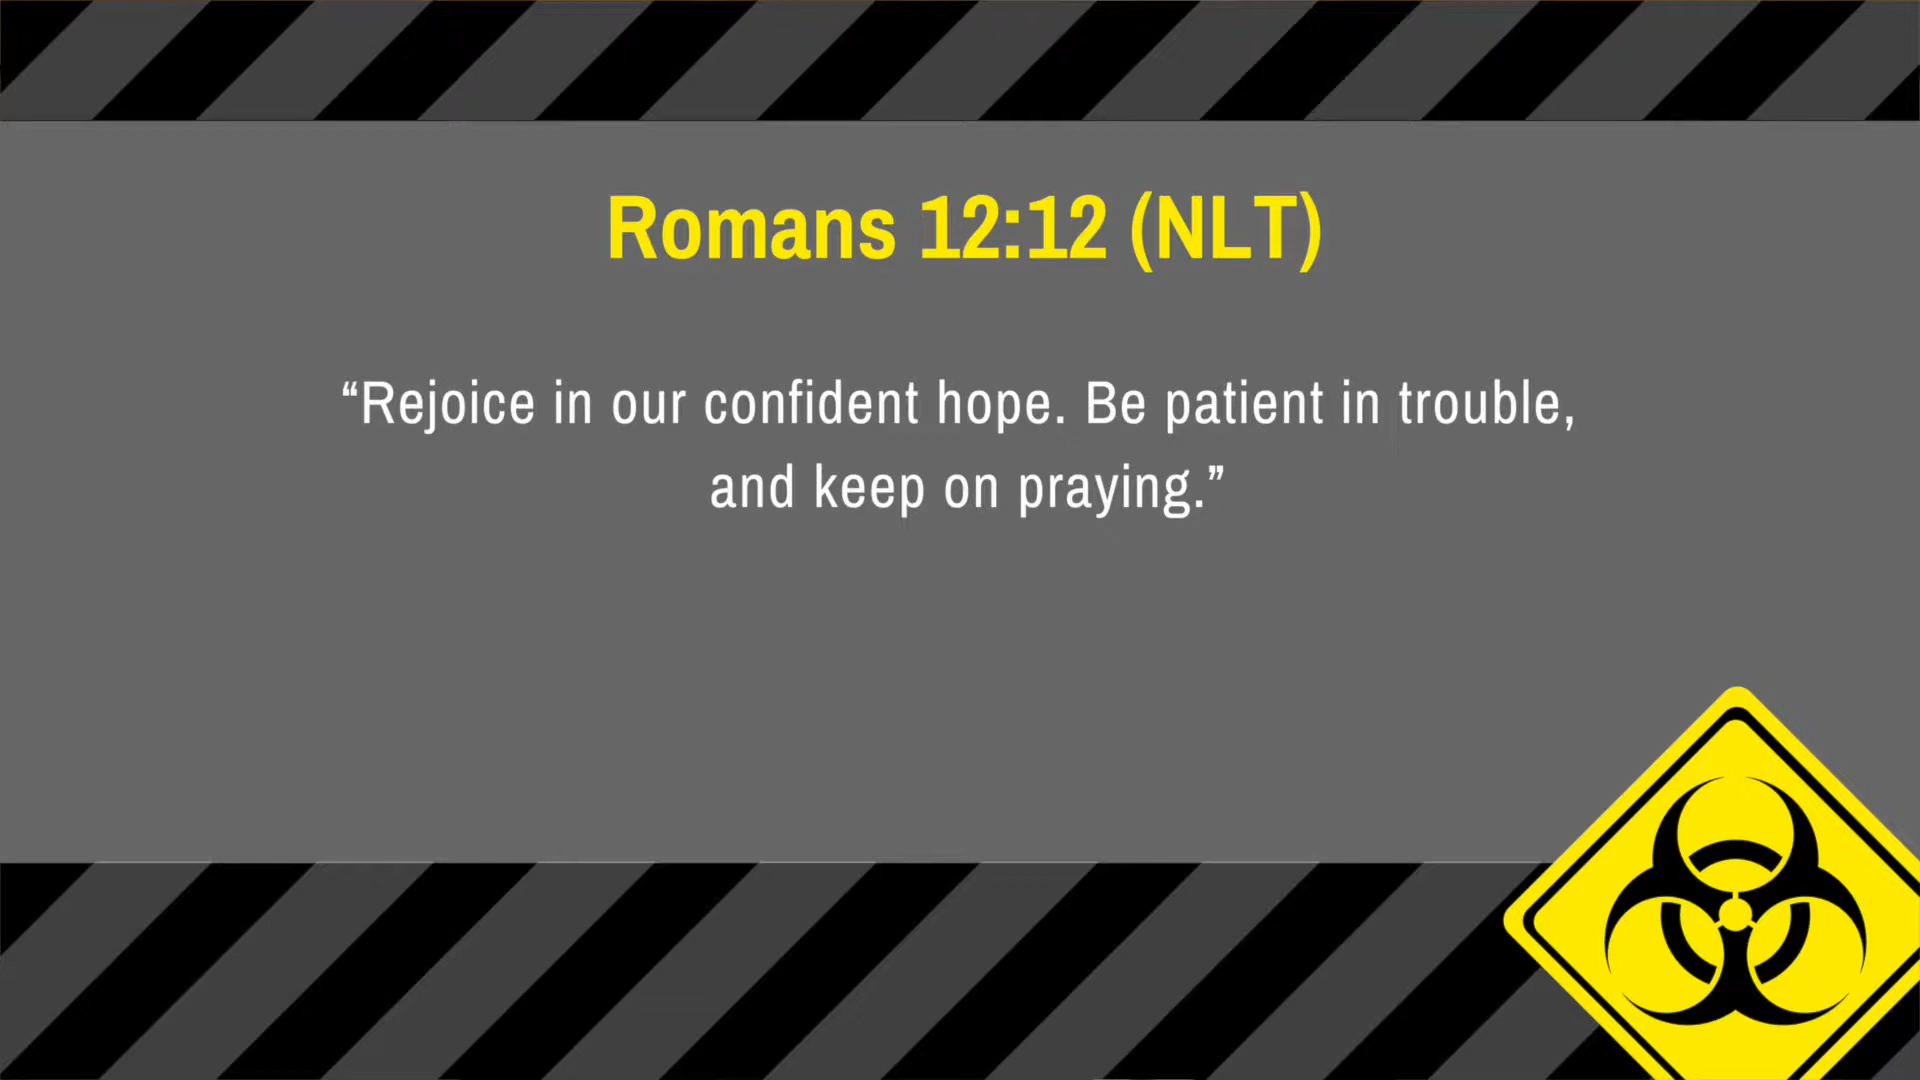 Romans 12:12 (NLT)
“Rejoice in our confident hope. Be patient in trouble,
and keep on praying.”